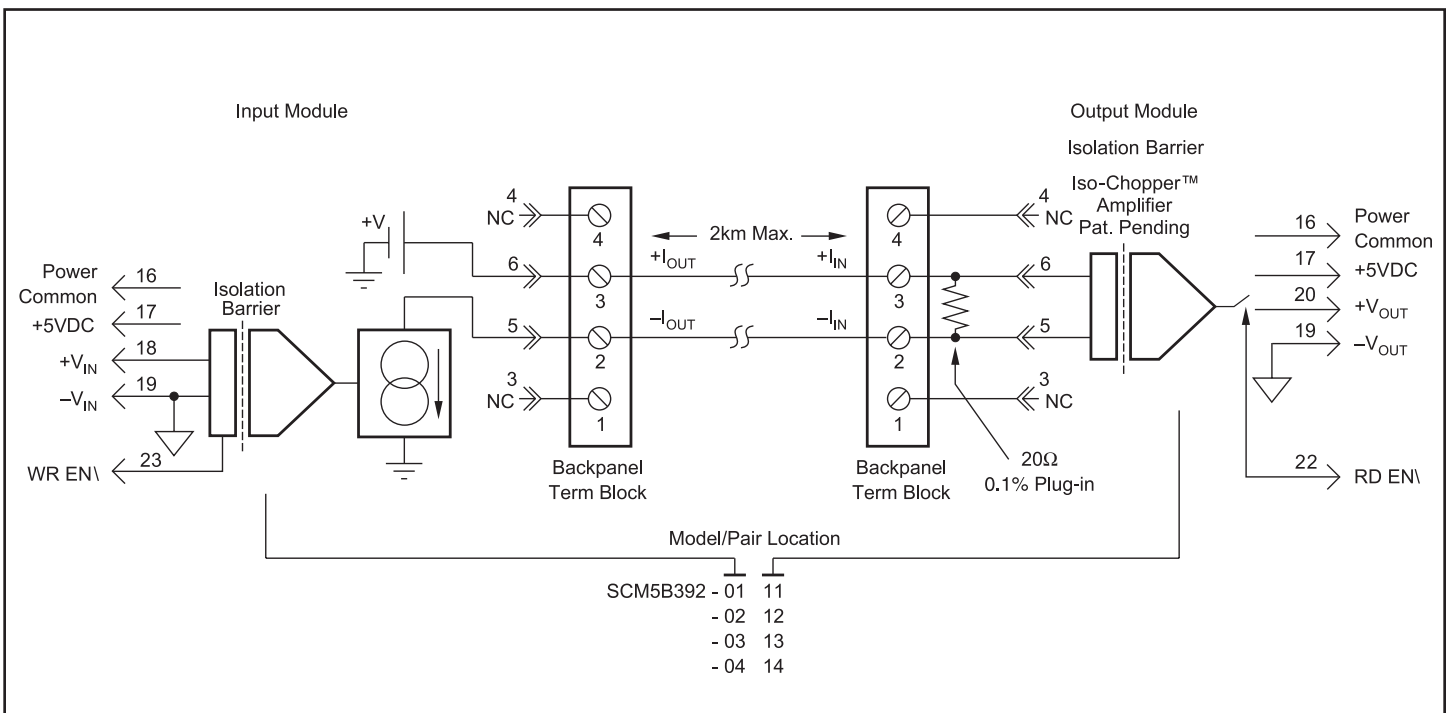 Input Module
Output Module
Isolation Barrier
Iso-Chopper™
Amplifier
Pat. Pending
Power
Common
16
+5VDC
17
Isolation
Barrier
+V_IN
18
–V_IN
19
WR EN\
23
+V
4
NC
6
5
3
NC
4
3
2
1
Backpanel
Term Block
2km Max.
+I_OUT
+I_IN
–I_OUT
–I_IN
4
3
2
1
Backpanel
Term Block
4
NC
6
5
3
NC
20Ω
0.1% Plug-in
16
Power
Common
17
+5VDC
20
+V_OUT
19
–V_OUT
22
RD EN\
Model/Pair Location
SCM5B392 - 01 11
- 02 12
- 03 13
- 04 14